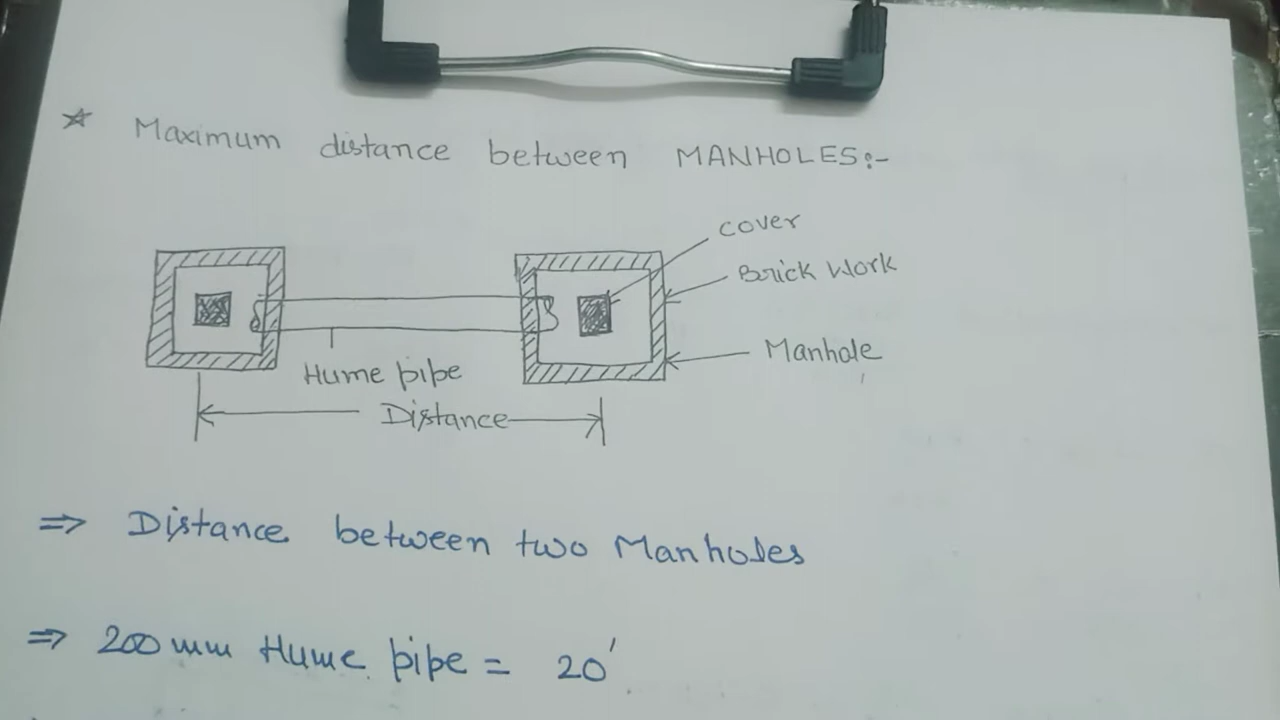 ☆ Maximum distance between MANHOLES:-
Cover
Brick Work
Manhole
Hume pipe
Distance
⇒ Distance between two Manholes
⇒ 200 mm Hume pipe = 20'